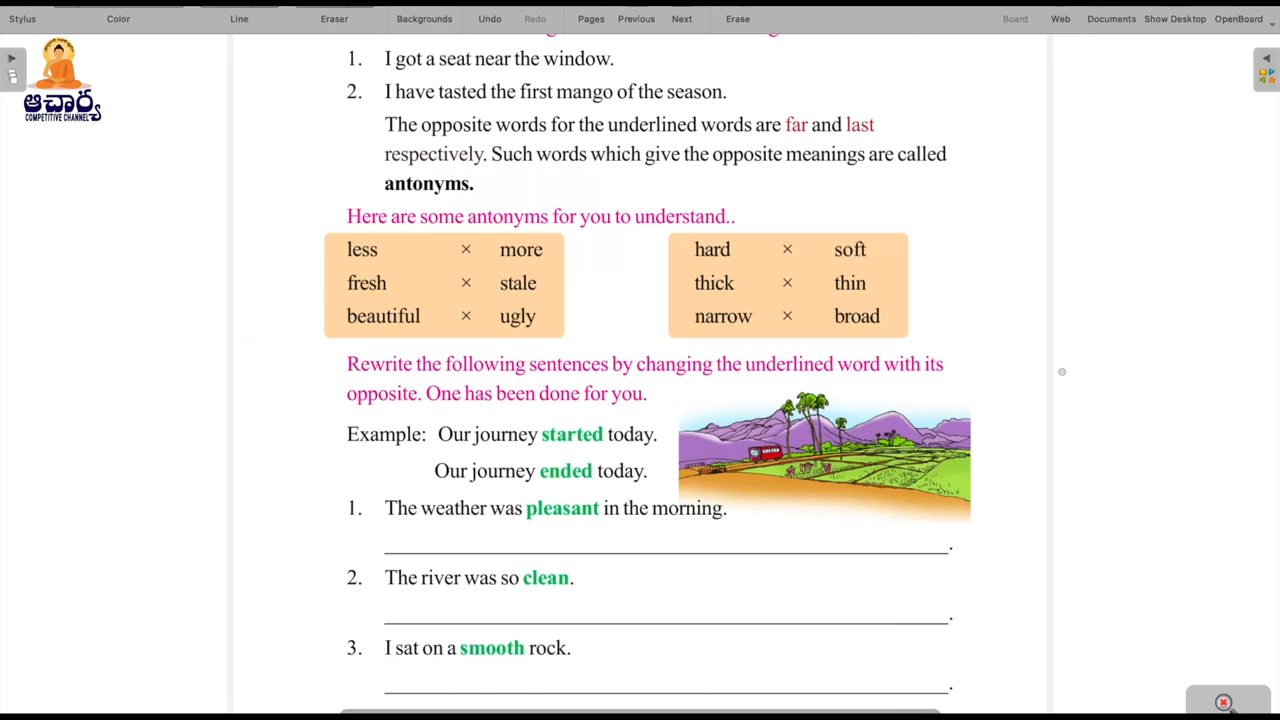 Stylus Color Line Eraser Backgrounds Undo Redo Pages Previous Next Erase Board Web Documents Show Desktop OpenBoard
ఆచార్య
COMPETITIVE CHANNEL
1. I got a seat near the window.
2. I have tasted the first mango of the season.
The opposite words for the underlined words are far and last
respectively. Such words which give the opposite meanings are called
antonyms.
Here are some antonyms for you to understand..
less × more hard × soft
fresh × stale thick × thin
beautiful × ugly narrow × broad
Rewrite the following sentences by changing the underlined word with its
opposite. One has been done for you.
Example: Our journey started today.
Our journey ended today.
1. The weather was pleasant in the morning.
.
2. The river was so clean.
.
3. I sat on a smooth rock.
.